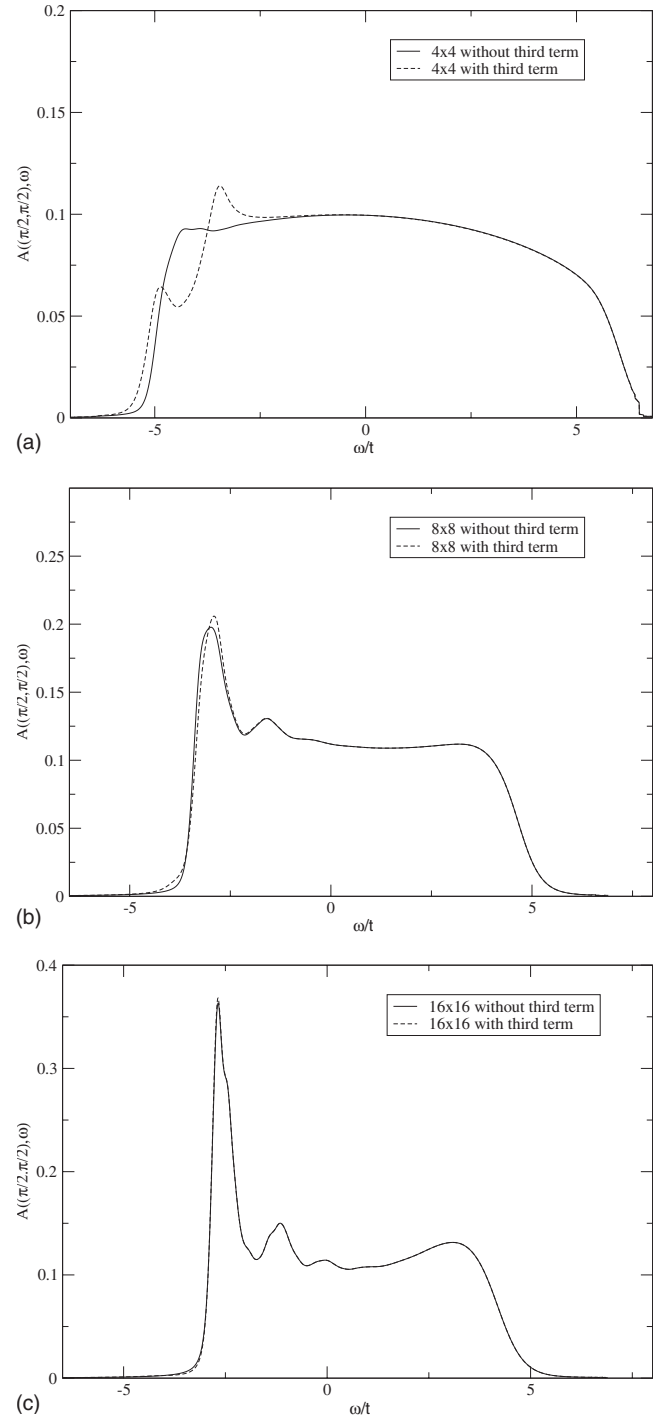 0.2
4x4 without third term
4x4 with third term
0.15
A((π/2,π/2),ω)
0.1
0.05
0
-5
0
5
(a)
ω/t
0.25
8x8 without third term
8x8 with third term
0.2
A((π/2,π/2),ω)
0.15
0.1
0.05
0
-5
0
5
(b)
ω/t
0.4
16x16 without third term
16x16 with third term
0.3
A((π/2.π/2),ω)
0.2
0.1
0
-5
0
5
(c)
ω/t